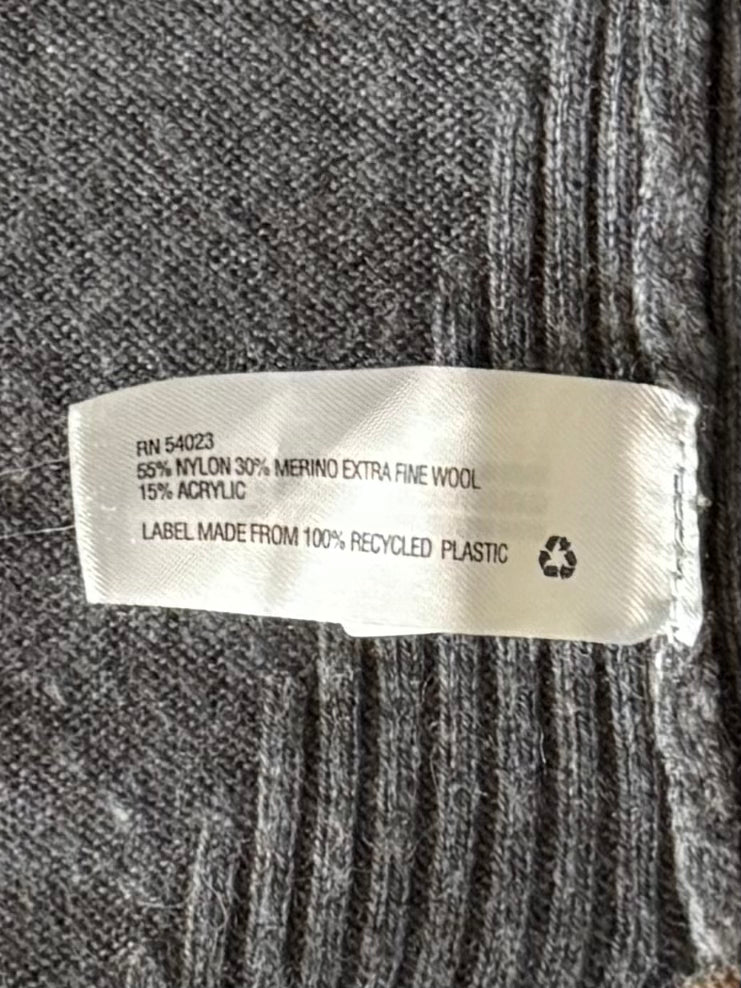 RN 54023
55% NYLON 30% MERINO EXTRA FINE WOOL
15% ACRYLIC
LABEL MADE FROM 100% RECYCLED PLASTIC